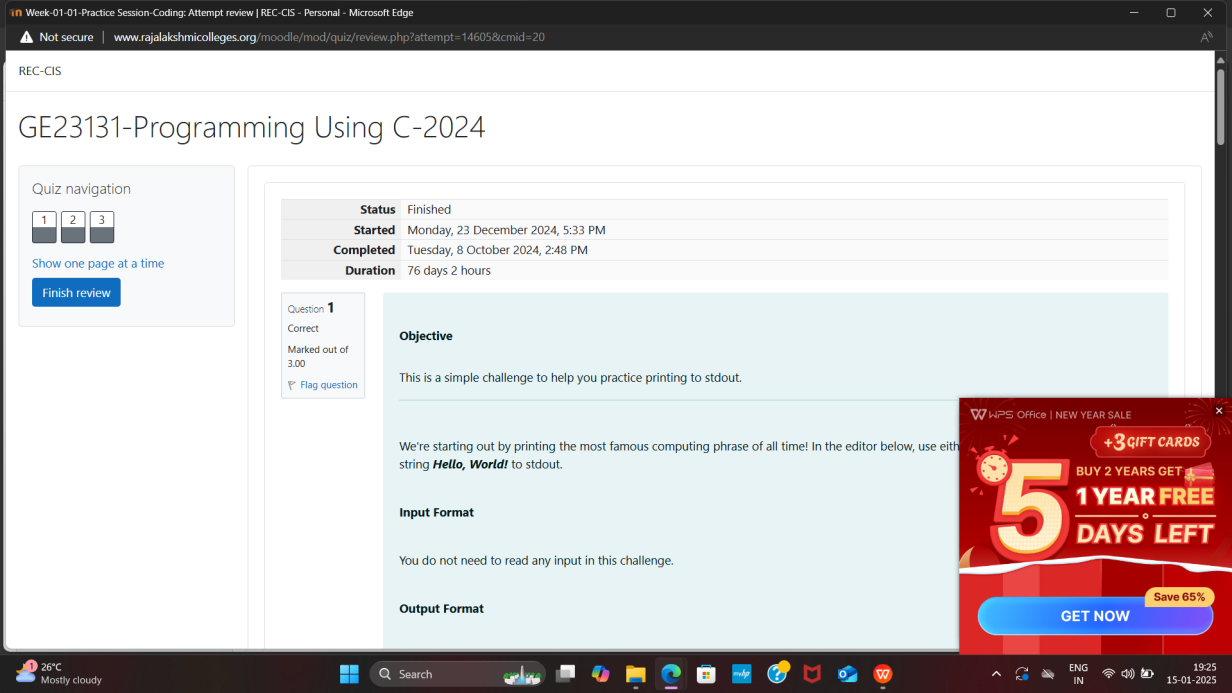 Week-01-01-Practice Session-Coding: Attempt review | REC-CIS - Personal - Microsoft Edge
Not secure | www.rajalakshmicolleges.org/moodle/mod/quiz/review.php?attempt=14605&cmid=20
REC-CIS
GE23131-Programming Using C-2024
Quiz navigation
1 2 3
Show one page at a time
Finish review
Status Finished
Started Monday, 23 December 2024, 5:33 PM
Completed Tuesday, 8 October 2024, 2:48 PM
Duration 76 days 2 hours
Question 1
Correct
Marked out of
3.00
Flag question
Objective
This is a simple challenge to help you practice printing to stdout.
We're starting out by printing the most famous computing phrase of all time! In the editor below, use eith
string Hello, World! to stdout.
Input Format
You do not need to read any input in this challenge.
Output Format
WPS Office | NEW YEAR SALE
+3 GIFT CARDS
5
BUY 2 YEARS GET
1 YEAR FREE
DAYS LEFT
Save 65%
GET NOW
1
26°C
Mostly cloudy
Search
ENG
IN
19:25
15-01-2025